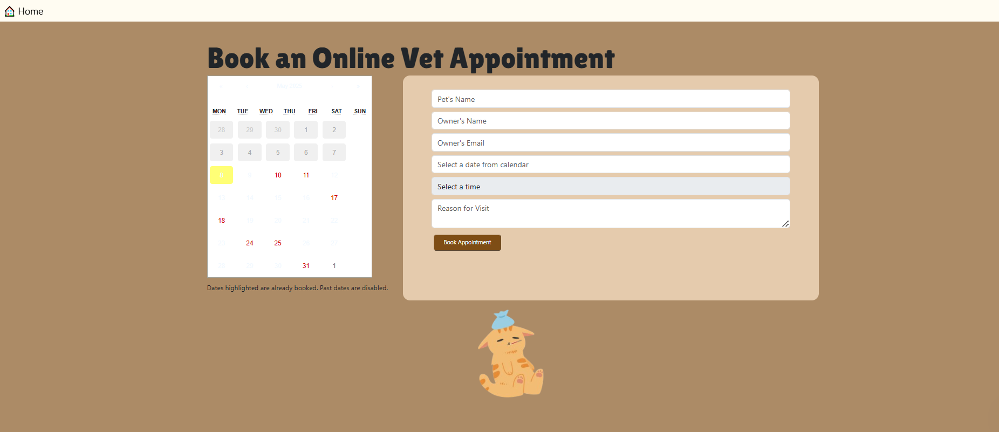 Home
Book an Online Vet Appointment
« ‹ May 2025 › »
MON TUE WED THU FRI SAT SUN
28 29 30 1 2
3 4 5 6 7
8 9 10 11 12
13 14 15 16 17
18 19 20 21 22
23 24 25 26 27
28 29 30 31 1
Dates highlighted are already booked. Past dates are disabled.
Pet's Name
Owner's Name
Owner's Email
Select a date from calendar
Select a time
Reason for Visit
Book Appointment